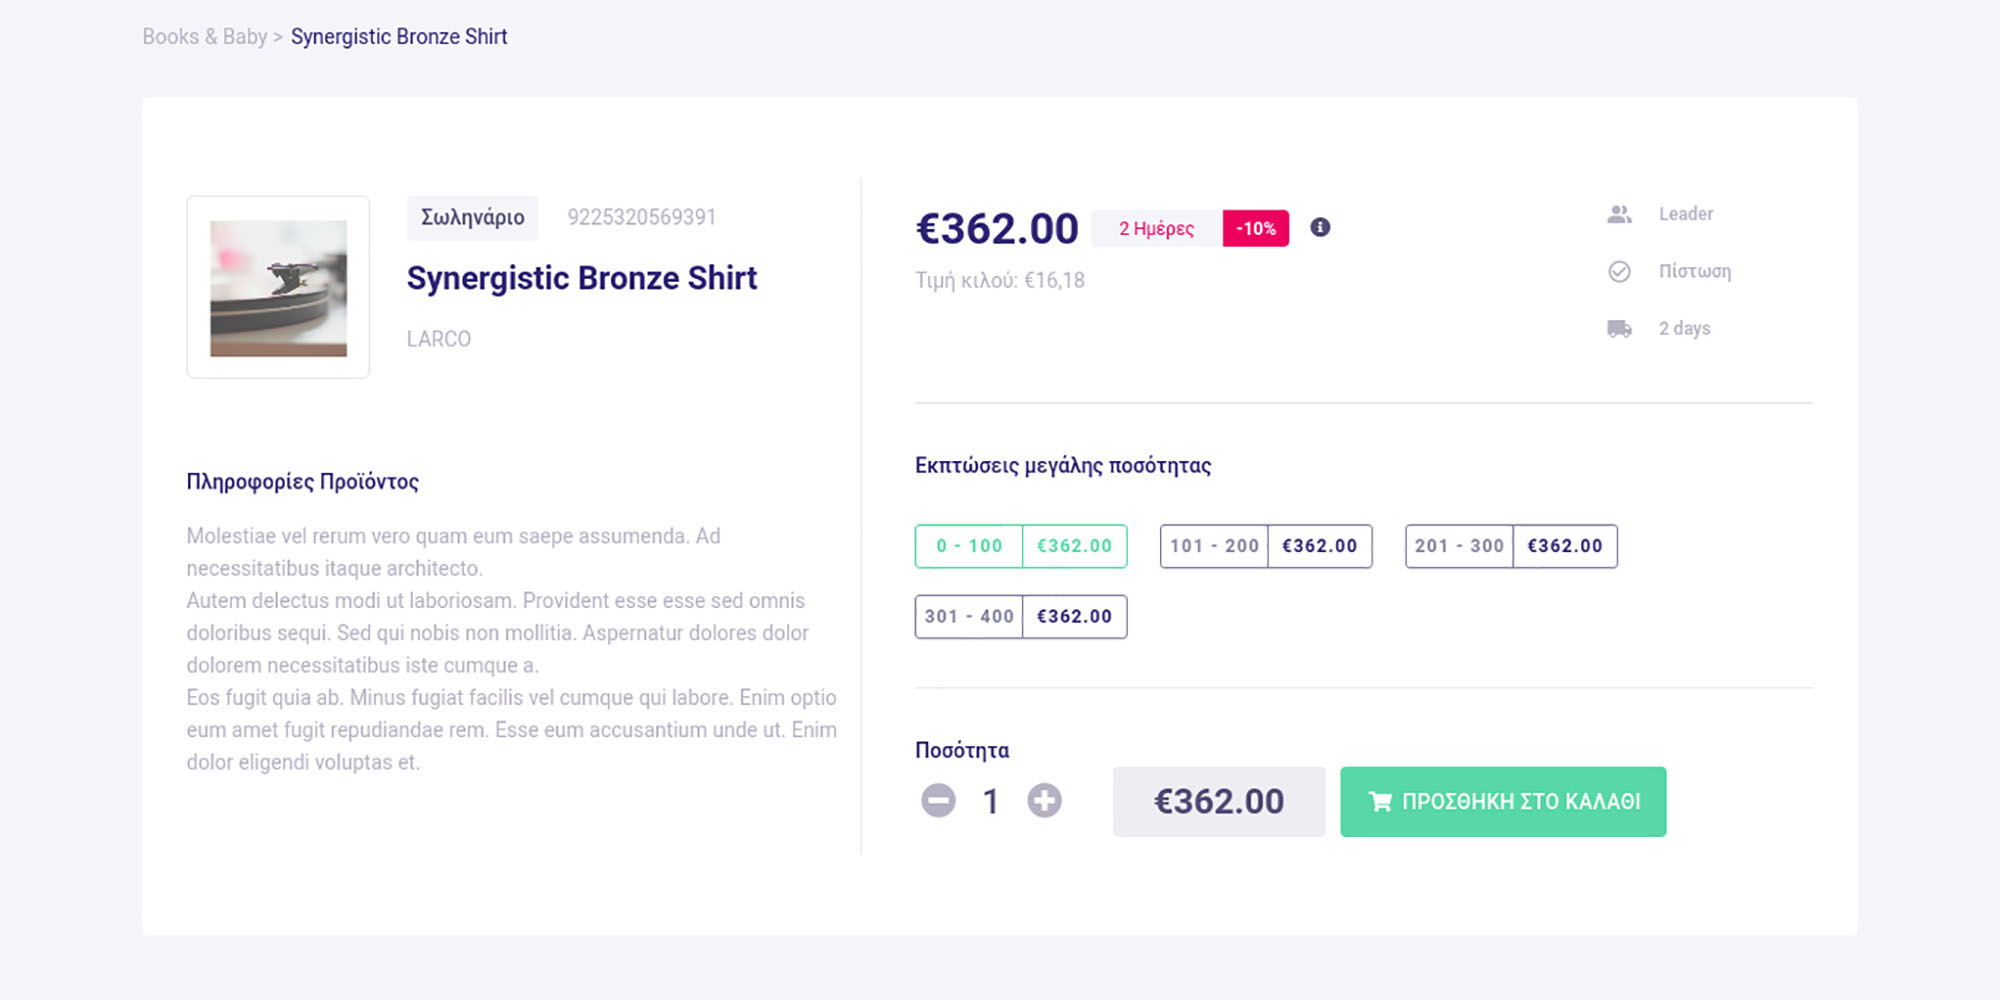 Books & Baby > Synergistic Bronze Shirt
Σωληνάριο 9225320569391
Synergistic Bronze Shirt
LARCO
Πληροφορίες Προϊόντος
Molestiae vel rerum vero quam eum saepe assumenda. Ad
necessitatibus itaque architecto.
Autem delectus modi ut laboriosam. Provident esse esse sed omnis
doloribus sequi. Sed qui nobis non mollitia. Aspernatur dolores dolor
dolorem necessitatibus iste cumque a.
Eos fugit quia ab. Minus fugiat facilis vel cumque qui labore. Enim optio
eum amet fugit repudiandae rem. Esse eum accusantium unde ut. Enim
dolor eligendi voluptas et.
€362.00 2 Ημέρες -10%
Τιμή κιλού: €16,18
Leader
Πίστωση
2 days
Εκπτώσεις μεγάλης ποσότητας
0 - 100 €362.00 101 - 200 €362.00 201 - 300 €362.00
301 - 400 €362.00
Ποσότητα
1 €362.00 ΠΡΟΣΘΗΚΗ ΣΤΟ ΚΑΛΑΘΙ